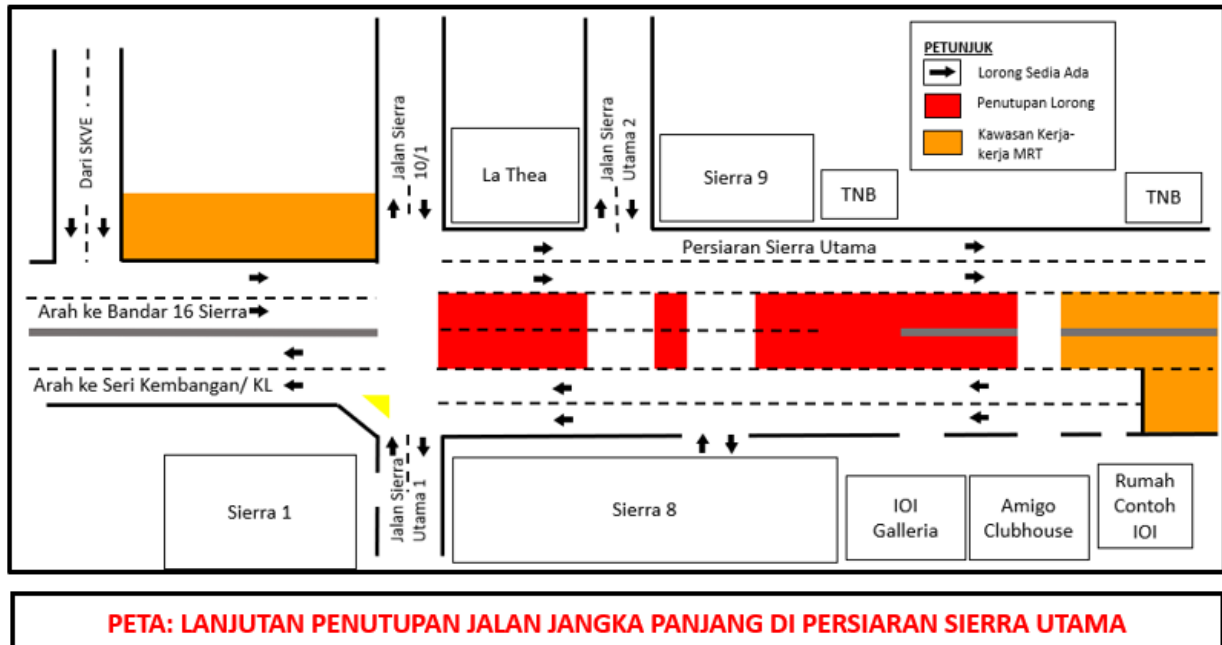 PETUNJUK
Lorong Sedia Ada
Penutupan Lorong
Kawasan Kerja-
kerja MRT
Dari SKVE
Jalan Sierra
10/1
La Thea
Jalan Sierra
Utama 2
Sierra 9
TNB
TNB
Persiaran Sierra Utama
Arah ke Bandar 16 Sierra
Arah ke Seri Kembangan/ KL
Sierra 1
Jalan Sierra
Utama 1
Sierra 8
IOI
Galleria
Amigo
Clubhouse
Rumah
Contoh
IOI
PETA: LANJUTAN PENUTUPAN JALAN JANGKA PANJANG DI PERSIARAN SIERRA UTAMA